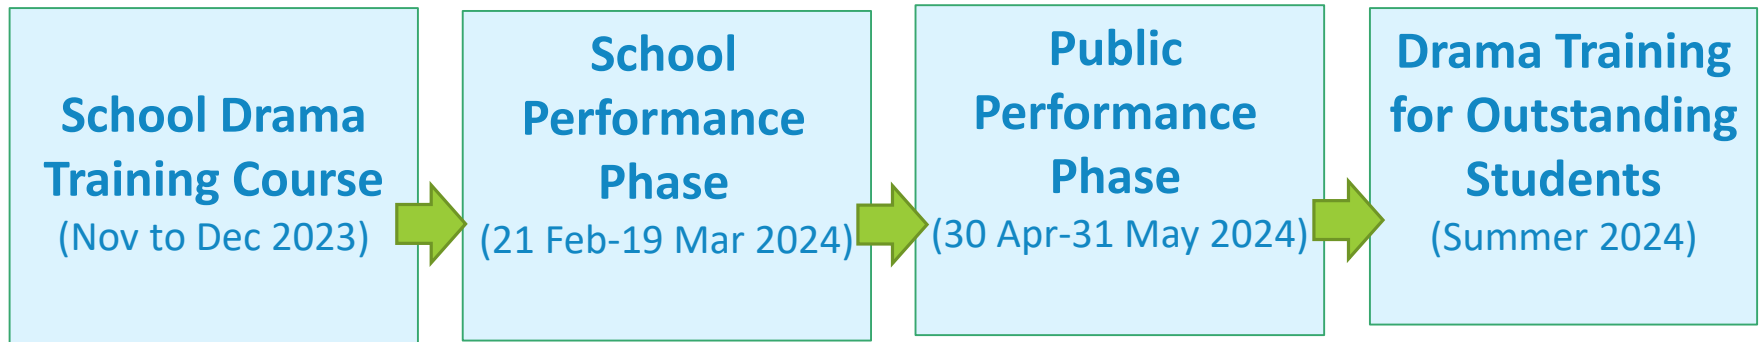 School Drama
Training Course
(Nov to Dec 2023)
School
Performance
Phase
(21 Feb-19 Mar 2024)
Public
Performance
Phase
(30 Apr-31 May 2024)
Drama Training
for Outstanding
Students
(Summer 2024)